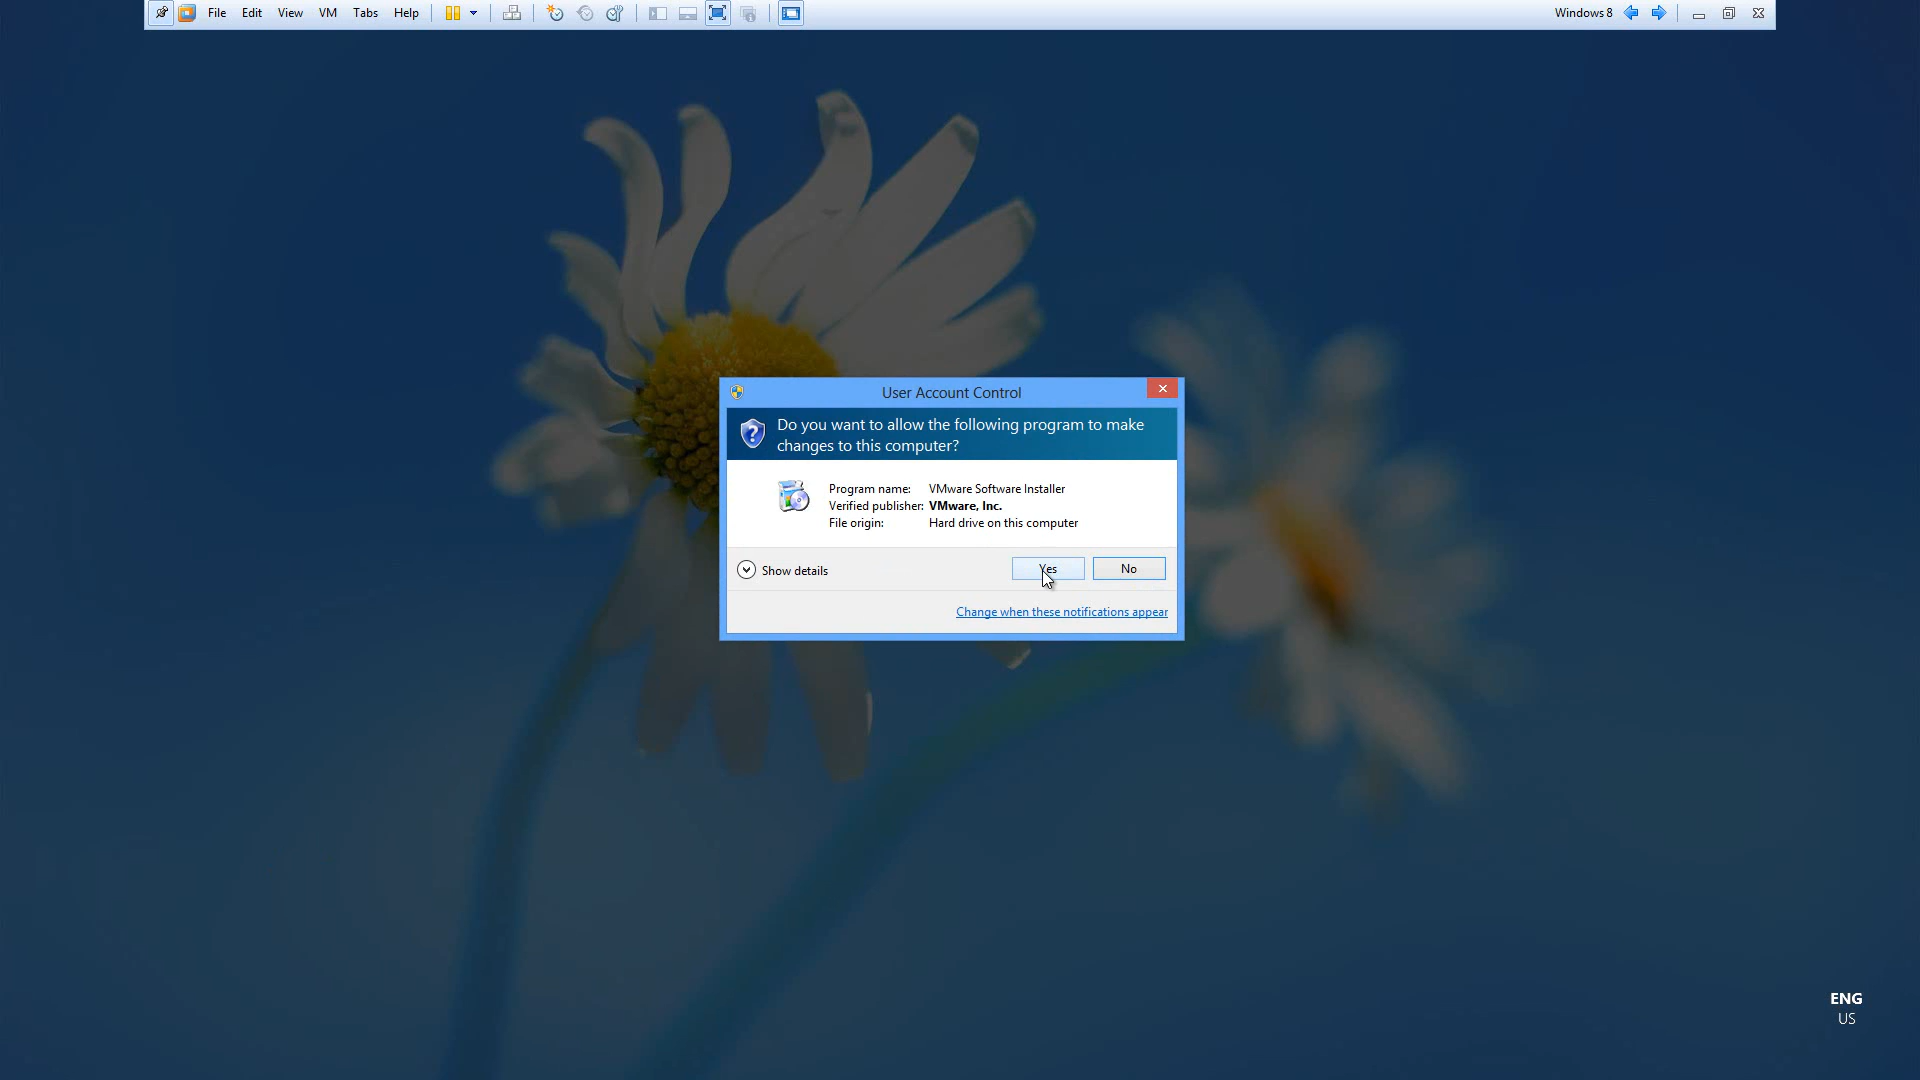 File Edit View VM Tabs Help Windows 8
User Account Control
Do you want to allow the following program to make
changes to this computer?
Program name: VMware Software Installer
Verified publisher: VMware, Inc.
File origin: Hard drive on this computer
Show details Yes No
Change when these notifications appear
ENG
US